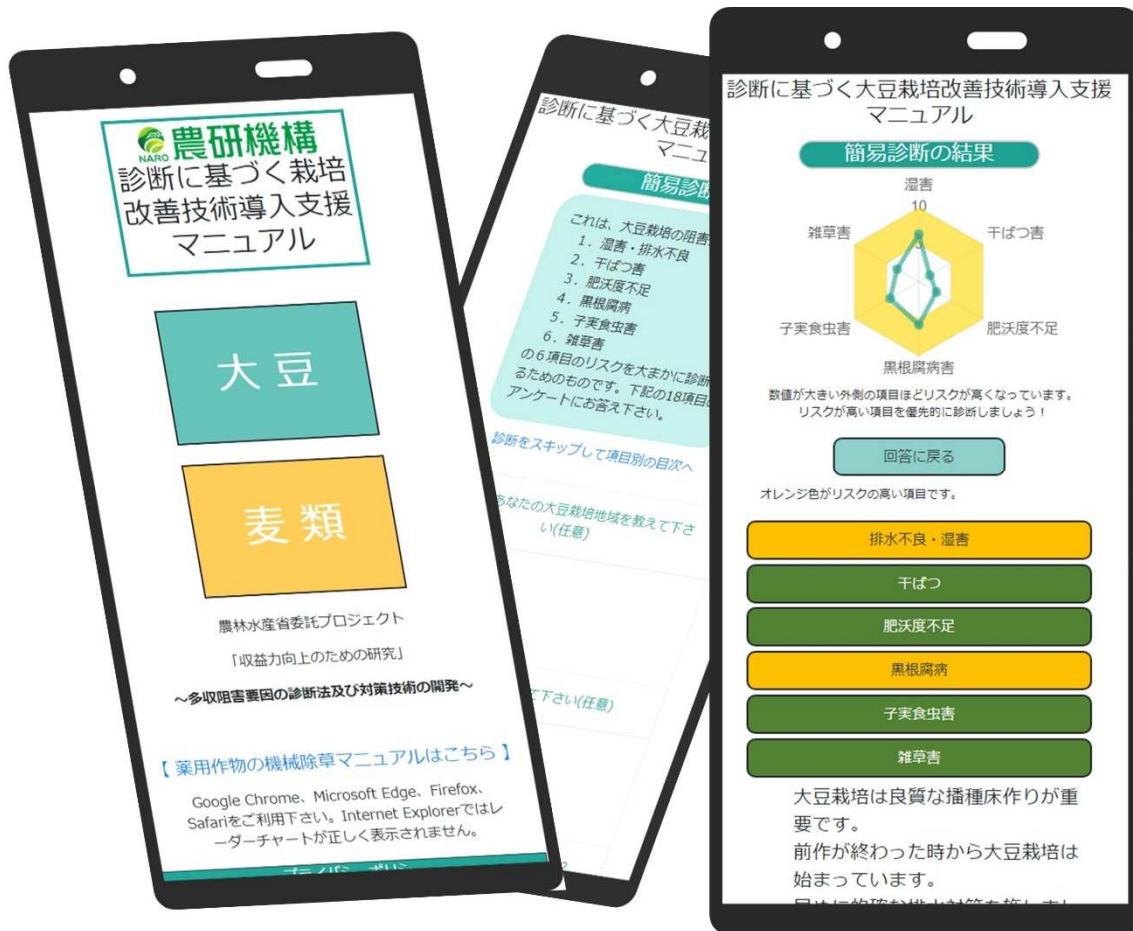 NARO 農研機構
診断に基づく栽培
改善技術導入支援
マニュアル
大豆
麦類
農林水産省委託プロジェクト
「収益力向上のための研究」
～多収阻害要因の診断法及び対策技術の開発～
【 薬用作物の機械除草マニュアルはこちら 】
Google Chrome、Microsoft Edge、Firefox、
Safariをご利用下さい。Internet Explorerではレ
ーダーチャートが正しく表示されません。
診断に基づく大豆栽
マニュ
簡易診断
これは、大豆栽培の阻害
1. 湿害・排水不良
2. 干ばつ害
3. 肥沃度不足
4. 黒根腐病
5. 子実食虫害
6. 雑草害
の６項目のリスクを大まかに診断
るためのものです。下記の18項目
アンケートにお答え下さい。
診断をスキップして項目別の目次へ
あなたの大豆栽培地域を教えて下さ
い(任意)
て下さい(任意)
診断に基づく大豆栽培改善技術導入支援
マニュアル
簡易診断の結果
湿害
10
雑草害
干ばつ害
子実食虫害
肥沃度不足
黒根腐病害
数値が大きい外側の項目ほどリスクが高くなっています。
リスクが高い項目を優先的に診断しましょう！
回答に戻る
オレンジ色がリスクの高い項目です。
排水不良・湿害
干ばつ
肥沃度不足
黒根腐病
子実食虫害
雑草害
大豆栽培は良質な播種床作りが重
要です。
前作が終わった時から大豆栽培は
始まっています。